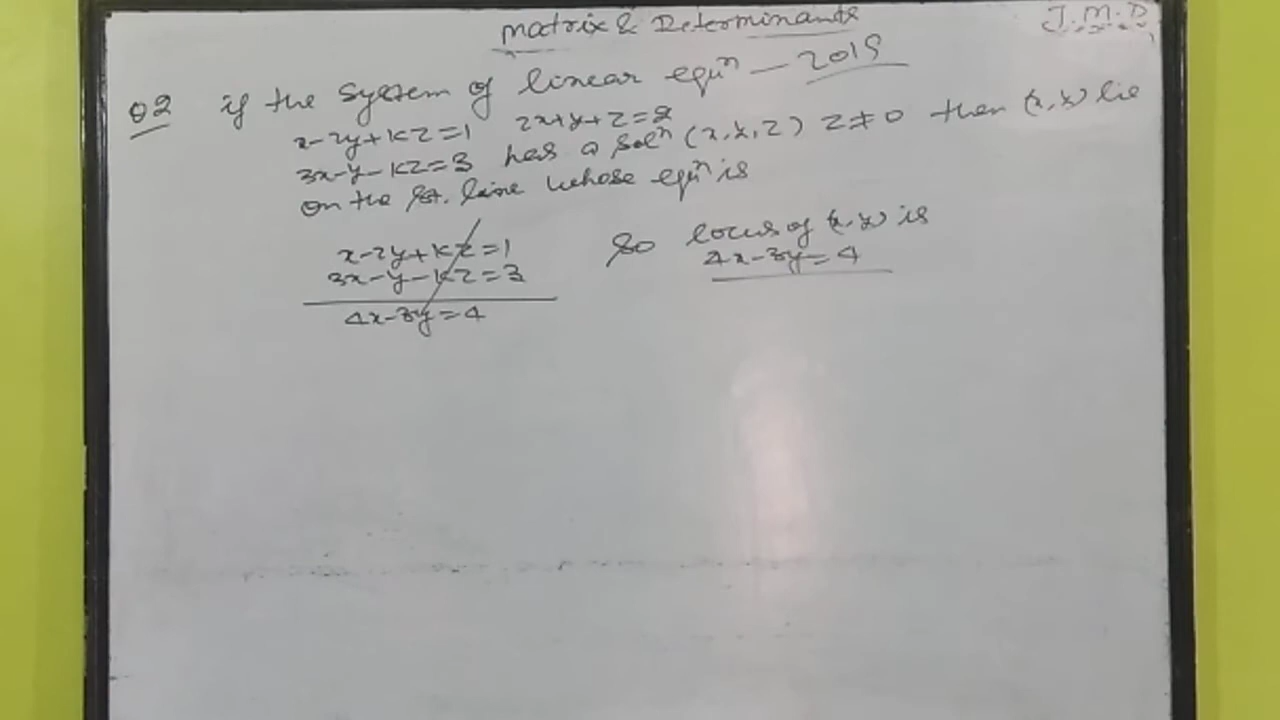 Matrix & Determinants
J.M.D
Q2 if the System of linear equⁿ — 2019
x-2y+kz=1 2x+y+z=2
3x-y-kz=3 has a solⁿ (x,y,z) z≠0 then (x,y) lie
on the st. line whose equⁿ is
x-2y+kz=1
3x-y-kz=3
4x-3y=4
So locus of (x,y) is
4x-3y=4